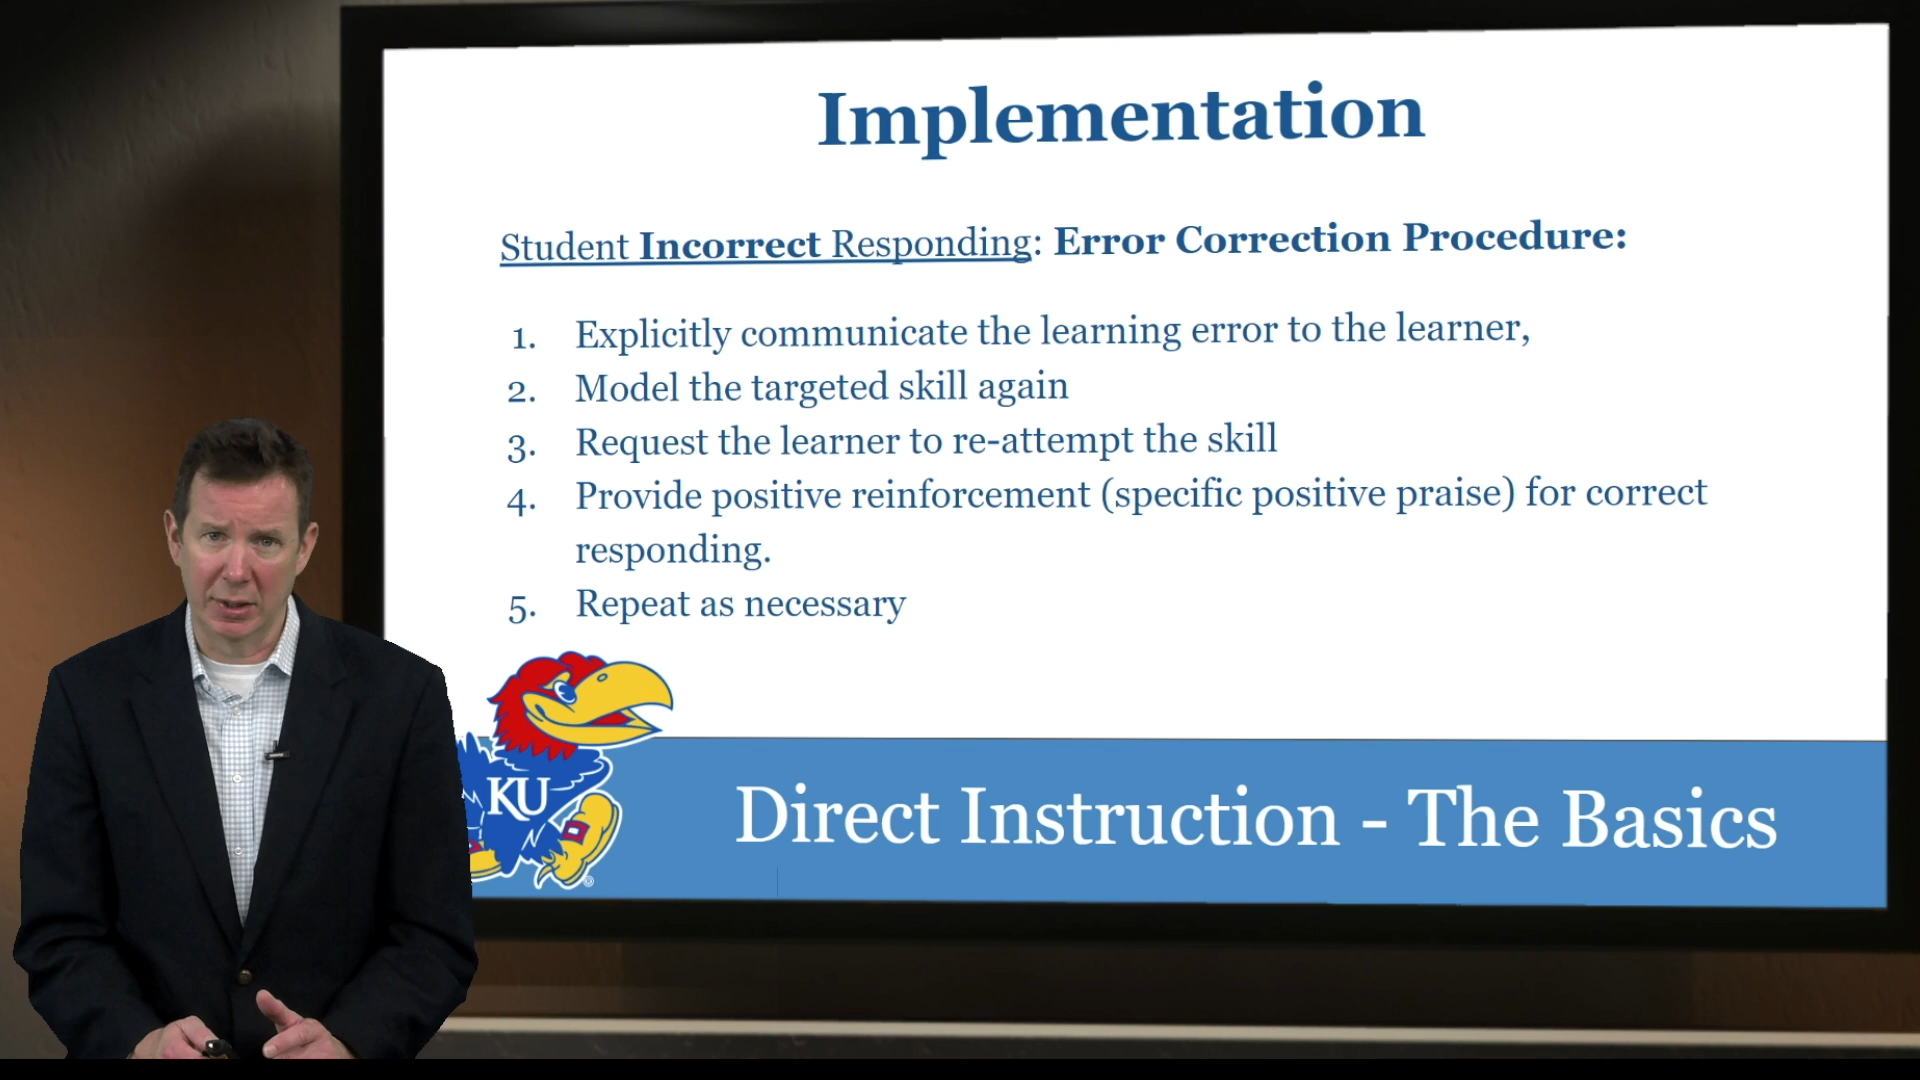 Implementation
Student Incorrect Responding: Error Correction Procedure:
1. Explicitly communicate the learning error to the learner,
2. Model the targeted skill again
3. Request the learner to re-attempt the skill
4. Provide positive reinforcement (specific positive praise) for correct
responding.
5. Repeat as necessary
KU
®
Direct Instruction - The Basics